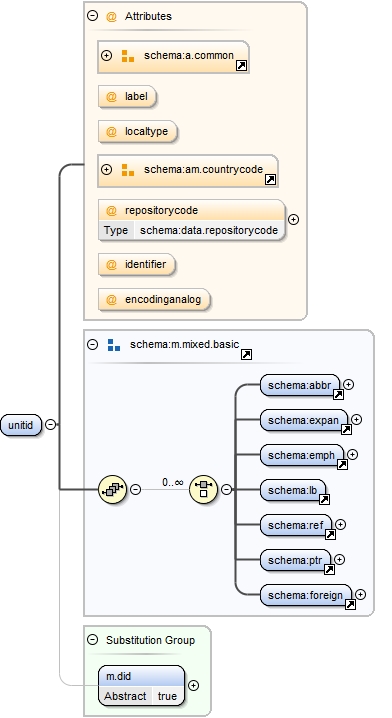 Attributes
schema:a.common
label
localtype
schema:am.countrycode
repositorycode
Type schema:data.repositorycode
identifier
encodinganalog
schema:m.mixed.basic
unitid
0..∞
schema:abbr
schema:expan
schema:emph
schema:lb
schema:ref
schema:ptr
schema:foreign
Substitution Group
m.did
Abstract true